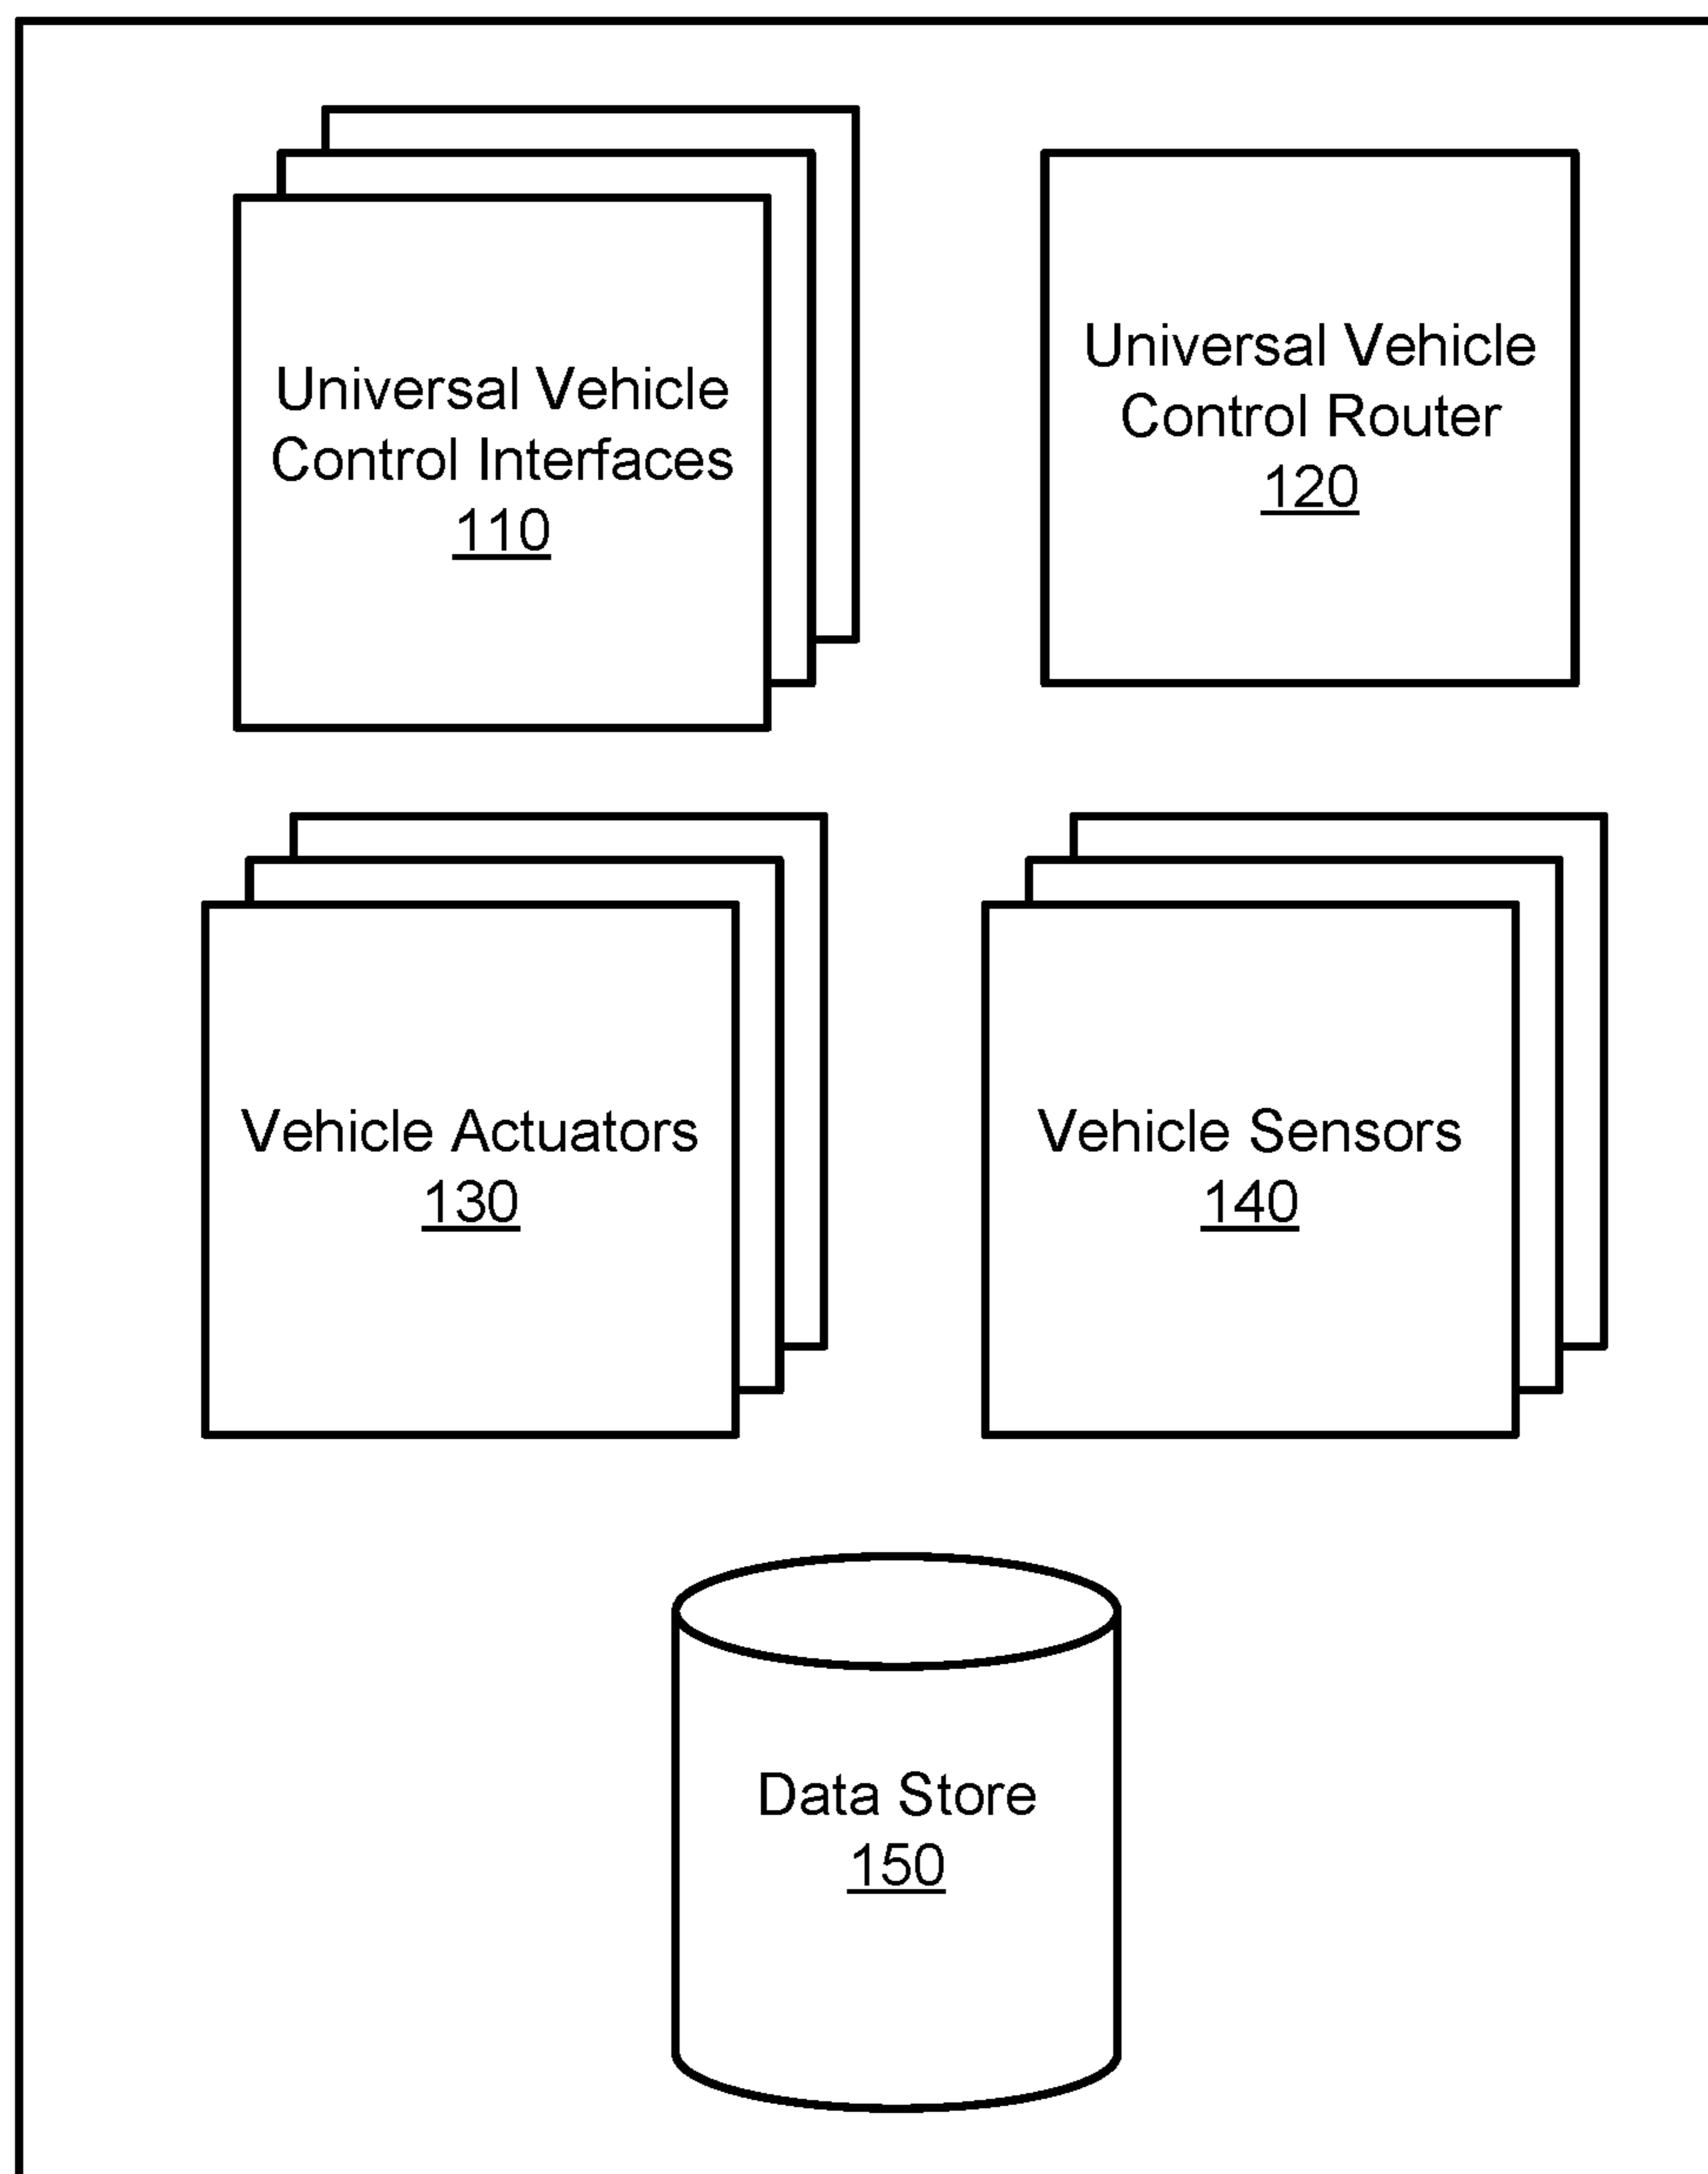 Universal Vehicle
Control Interfaces
110
Universal Vehicle
Control Router
120
Vehicle Actuators
130
Vehicle Sensors
140
Data Store
150